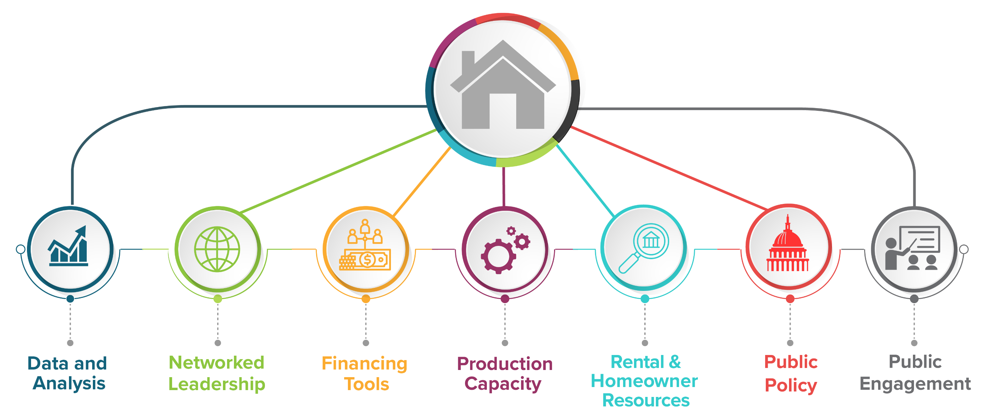 Data and
Analysis
Networked
Leadership
Financing
Tools
Production
Capacity
Rental &
Homeowner
Resources
Public
Policy
Public
Engagement
$